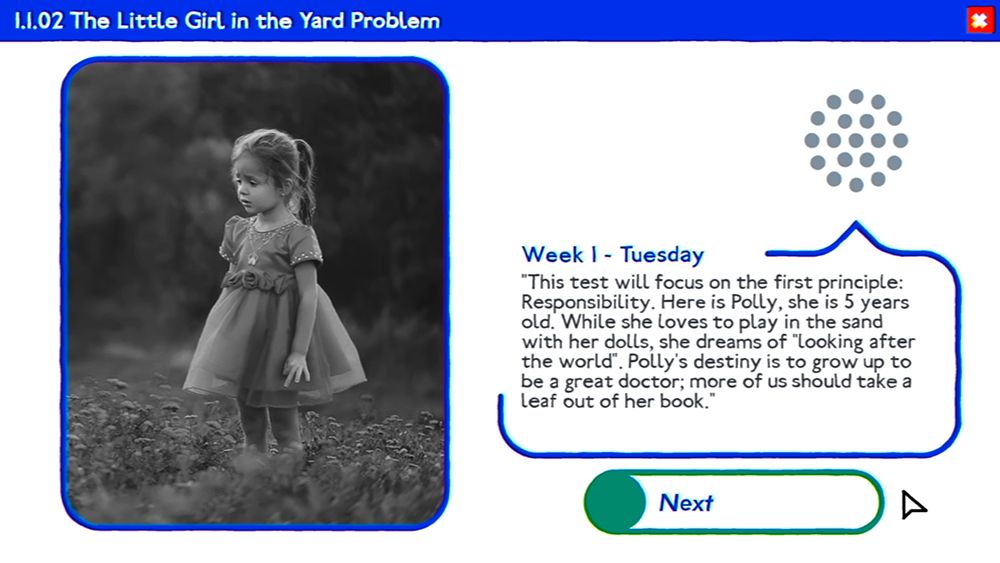 1.1.02 The Little Girl in the Yard Problem
Week 1 - Tuesday
"This test will focus on the first principle:
Responsibility. Here is Polly, she is 5 years
old. While she loves to play in the sand
with her dolls, she dreams of "looking after
the world". Polly's destiny is to grow up to
be a great doctor; more of us should take a
leaf out of her book."
Next